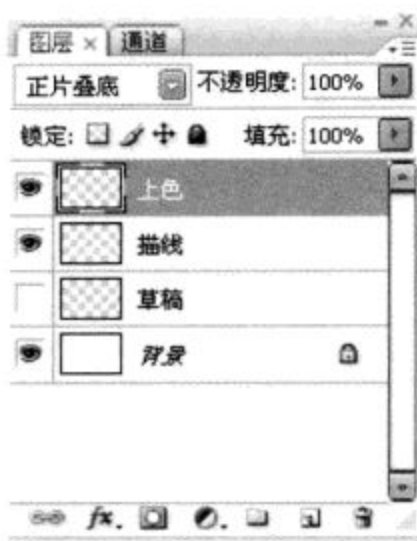 图层 × 通道
正片叠底 不透明度: 100%
锁定: 填充: 100%
上色
描线
草稿
背景
fx.